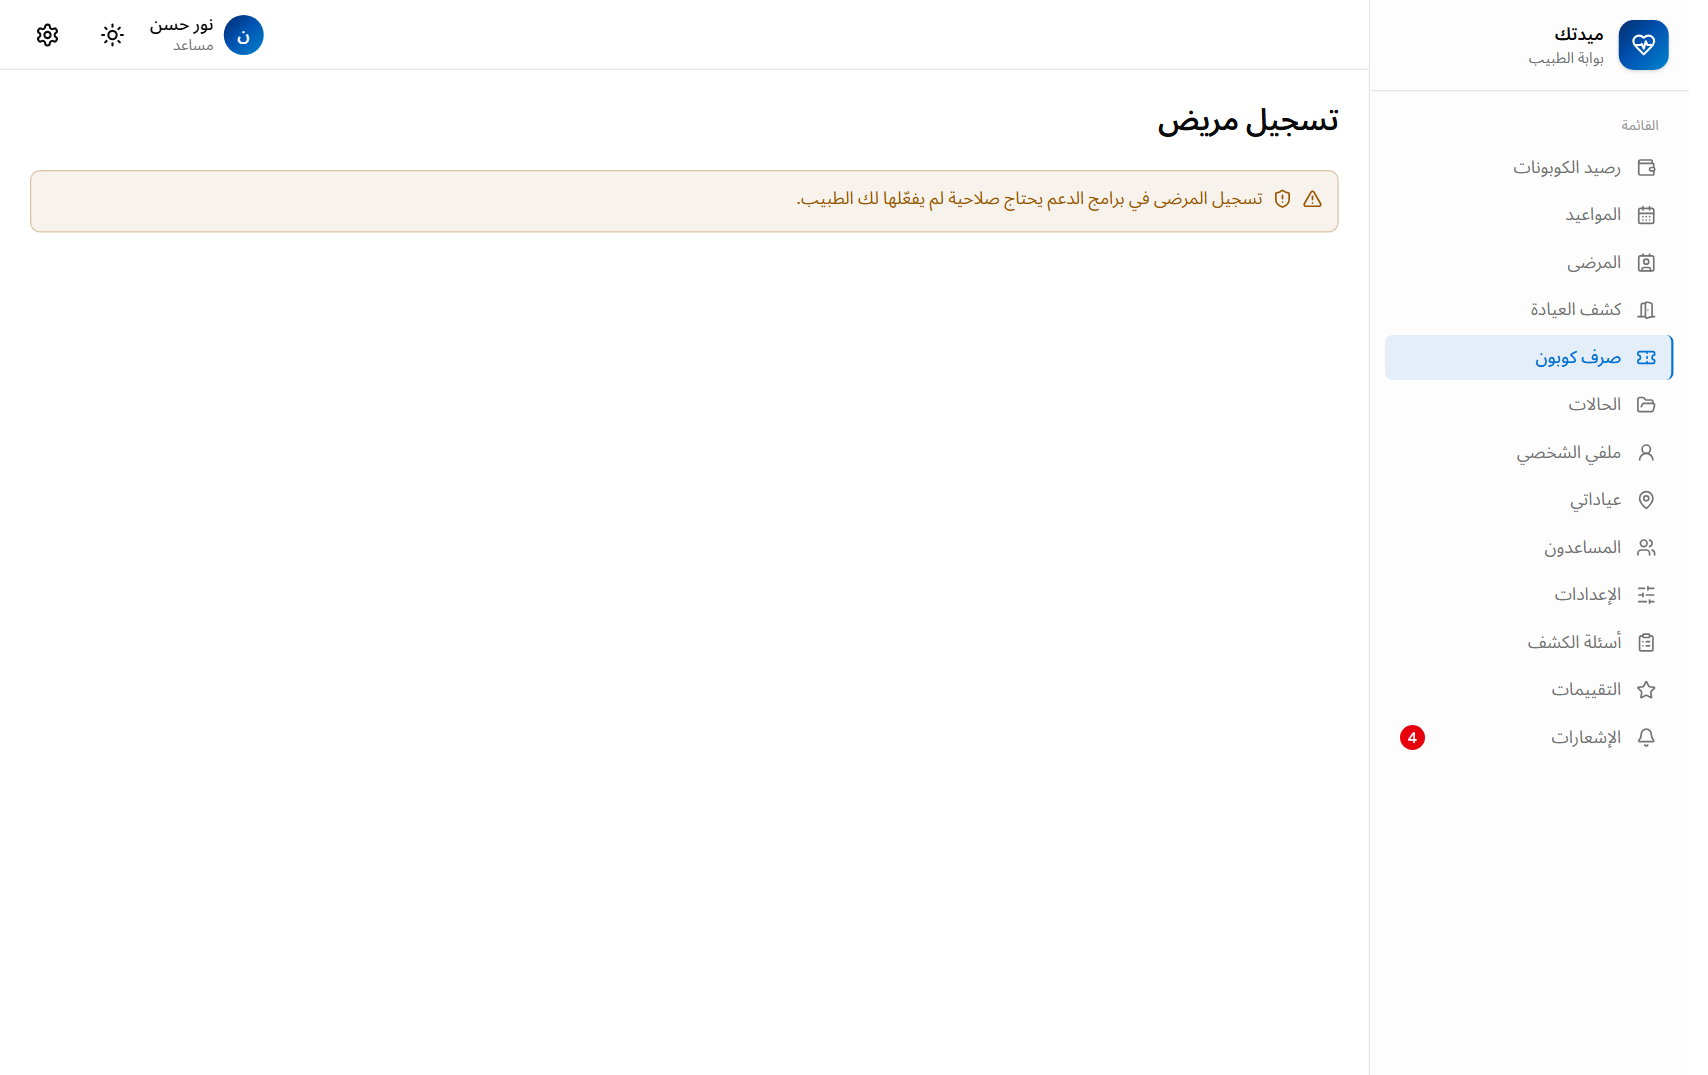 ميدتك
بوابة الطبيب
القائمة
رصيد الكوبونات
المواعيد
المرضى
كشف العيادة
صرف كوبون
الحالات
ملفي الشخصي
عياداتي
المساعدون
الإعدادات
أسئلة الكشف
التقييمات
الإشعارات
4
ن
نور حسن
مساعد
تسجيل مريض
تسجيل المرضى في برامج الدعم يحتاج صلاحية لم يفعّلها لك الطبيب.